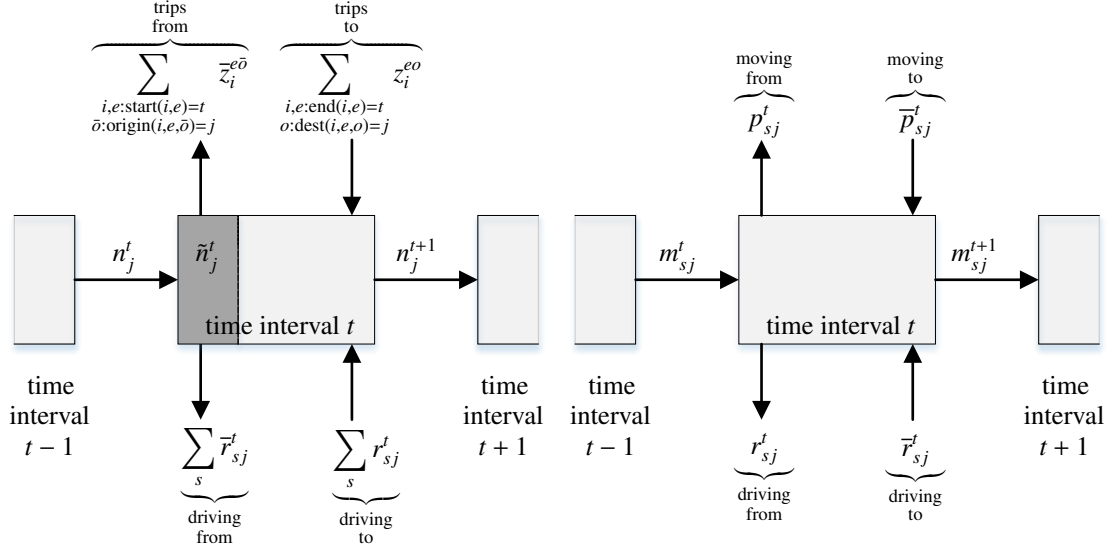 trips
from
∑ z̄_i^{eō}
i,e:start(i,e)=t
ō:origin(i,e,ō)=j
trips
to
∑ z_i^{eo}
i,e:end(i,e)=t
o:dest(i,e,o)=j
n_j^t
ñ_j^t
n_j^{t+1}
time interval t
time
interval
t − 1
time
interval
t + 1
∑_s r̄_{sj}^t
driving
from
∑_s r_{sj}^t
driving
to
moving
from
p_{sj}^t
moving
to
p̄_{sj}^t
m_{sj}^t
m_{sj}^{t+1}
time interval t
time
interval
t − 1
time
interval
t + 1
r_{sj}^t
driving
from
r̄_{sj}^t
driving
to